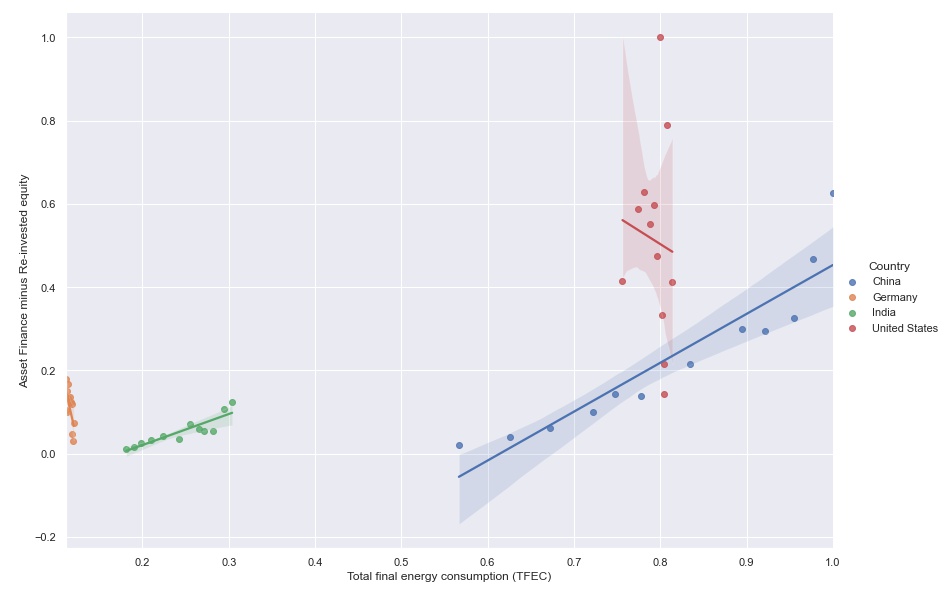 1.0
0.8
0.6
0.4
0.2
0.0
−0.2
Asset Finance minus Re-invested equity
0.2 0.3 0.4 0.5 0.6 0.7 0.8 0.9 1.0
Total final energy consumption (TFEC)
Country
China
Germany
India
United States